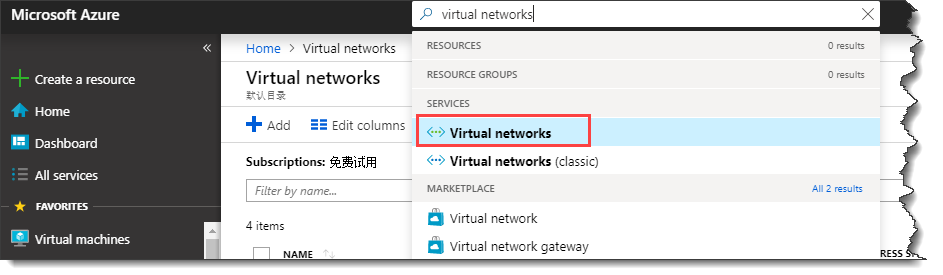 Microsoft Azure
virtual networks
Create a resource
Home
Dashboard
All services
FAVORITES
Virtual machines
Home > Virtual networks
Virtual networks
默认目录
Add
Edit columns
Subscriptions: 免费试用
Filter by name...
4 items
NAME
RESOURCES 0 results
RESOURCE GROUPS 0 results
SERVICES
Virtual networks
Virtual networks (classic)
MARKETPLACE All 2 results
Virtual network
Virtual network gateway